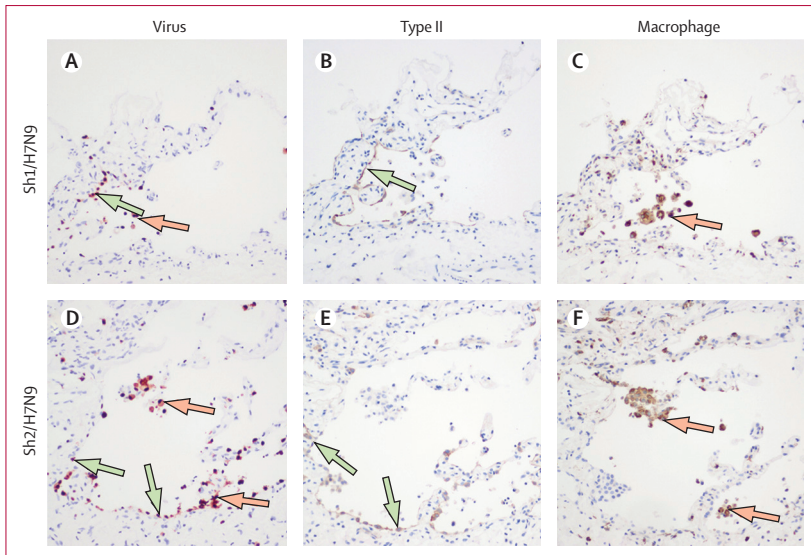 Virus Type II Macrophage
A B C
Sh1/H7N9
D E F
Sh2/H7N9